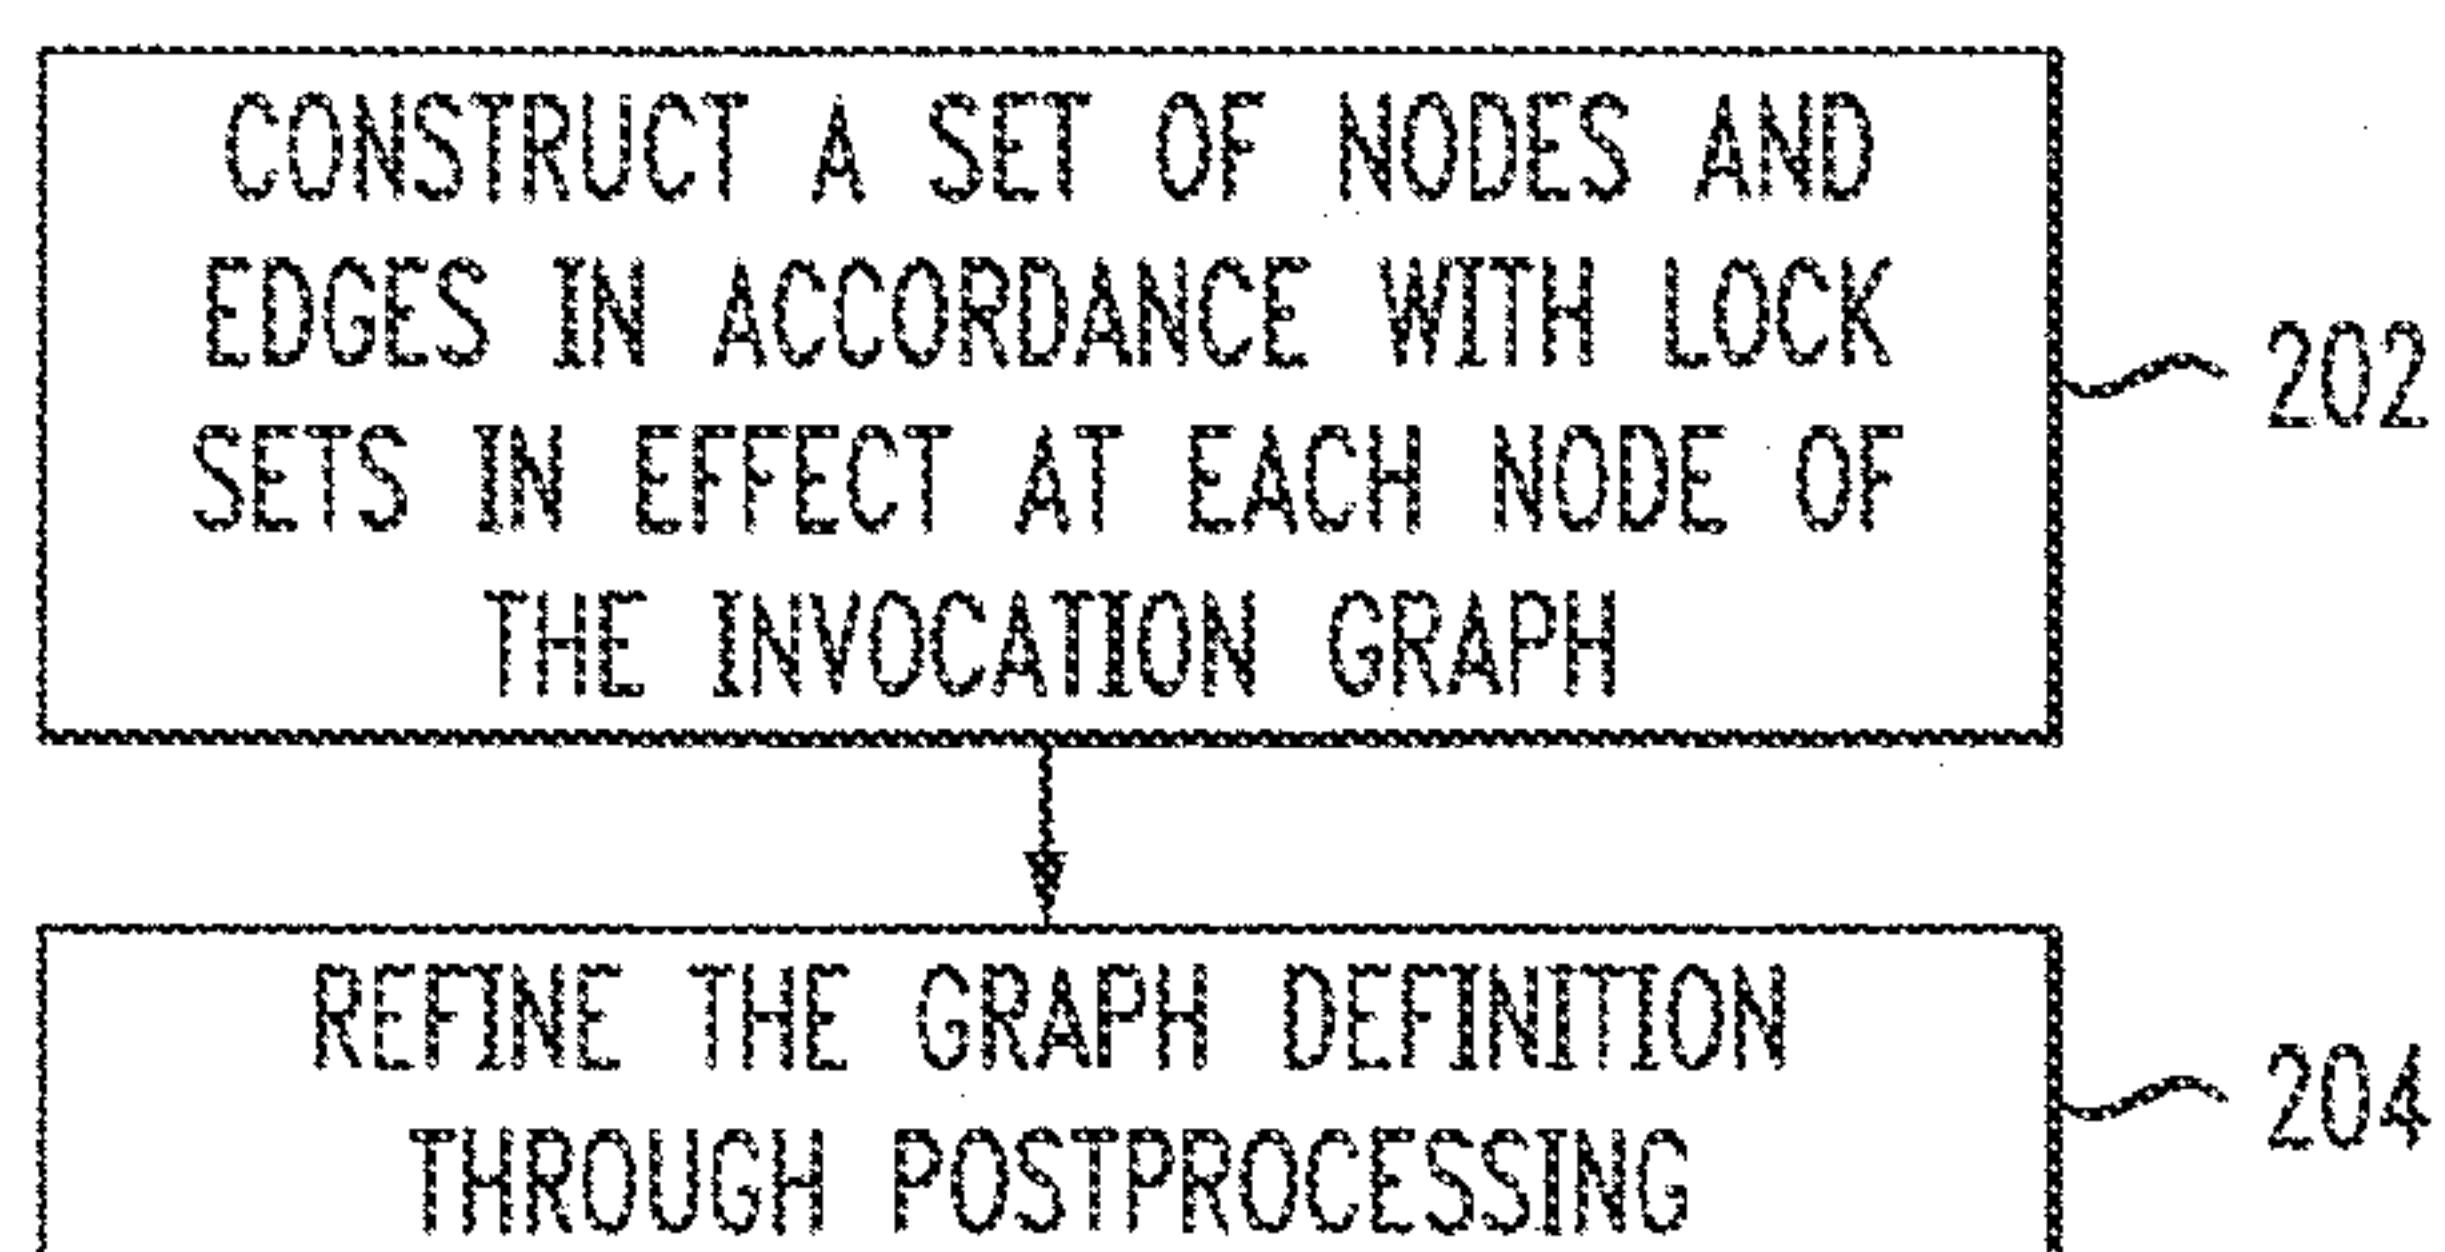 CONSTRUCT A SET OF NODES AND
EDGES IN ACCORDANCE WITH LOCK
SETS IN EFFECT AT EACH NODE OF
THE INVOCATION GRAPH
202
REFINE THE GRAPH DEFINITION
THROUGH POSTPROCESSING
204